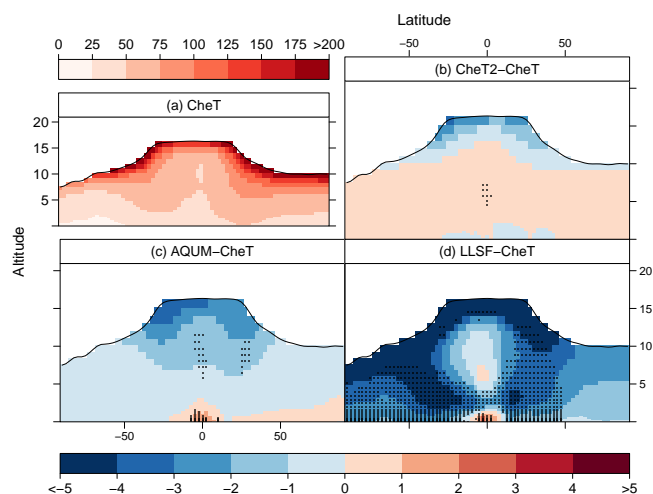 Latitude
0 25 50 75 100 125 150 175 >200
−50 0 50
(b) CheT2−CheT
(a) CheT
20
15
10
5
Altitude
(c) AQUM−CheT
(d) LLSF−CheT
20
15
10
5
0
−50 0 50
<−5 −4 −3 −2 −1 0 1 2 3 4 >5